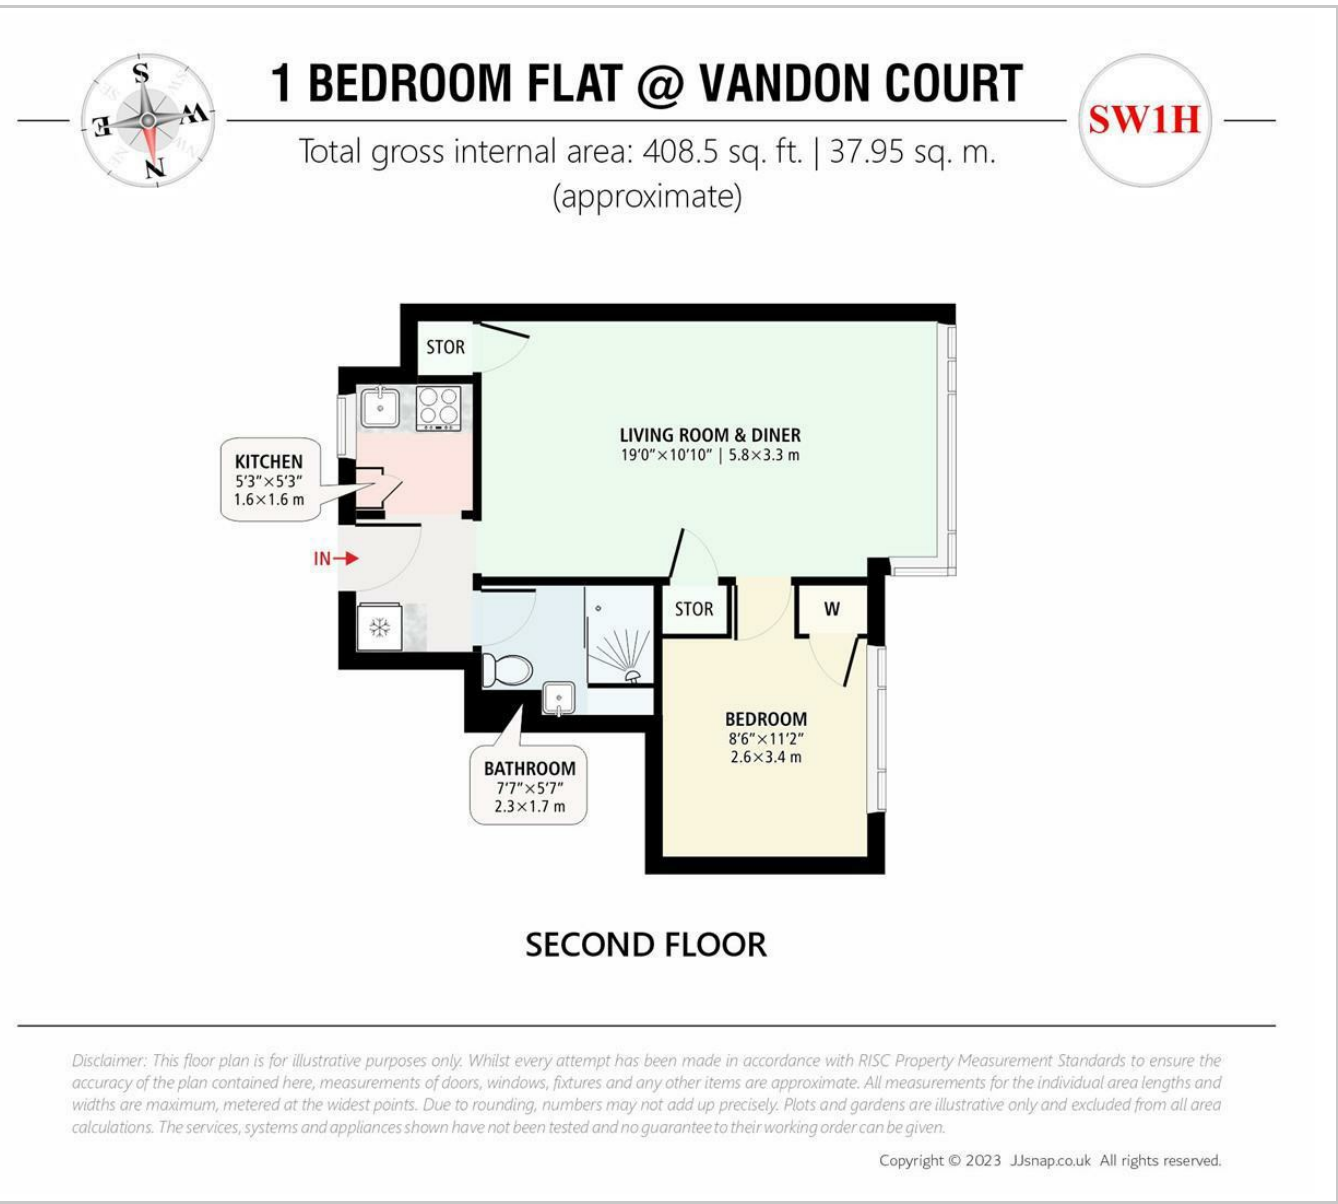 S
SW
W
NW
N
NE
E
SE
1 BEDROOM FLAT @ VANDON COURT
SW1H
Total gross internal area: 408.5 sq. ft. | 37.95 sq. m.
(approximate)
STOR
LIVING ROOM & DINER
19'0"×10'10" | 5.8×3.3 m
KITCHEN
5'3"×5'3"
1.6×1.6 m
IN
STOR
W
BEDROOM
8'6"×11'2"
2.6×3.4 m
BATHROOM
7'7"×5'7"
2.3×1.7 m
SECOND FLOOR
Disclaimer: This floor plan is for illustrative purposes only. Whilst every attempt has been made in accordance with RISC Property Measurement Standards to ensure the
accuracy of the plan contained here, measurements of doors, windows, fixtures and any other items are approximate. All measurements for the individual area lengths and
widths are maximum, metered at the widest points. Due to rounding, numbers may not add up precisely. Plots and gardens are illustrative only and excluded from all area
calculations. The services, systems and appliances shown have not been tested and no guarantee to their working order can be given.
Copyright © 2023 JJsnap.co.uk All rights reserved.